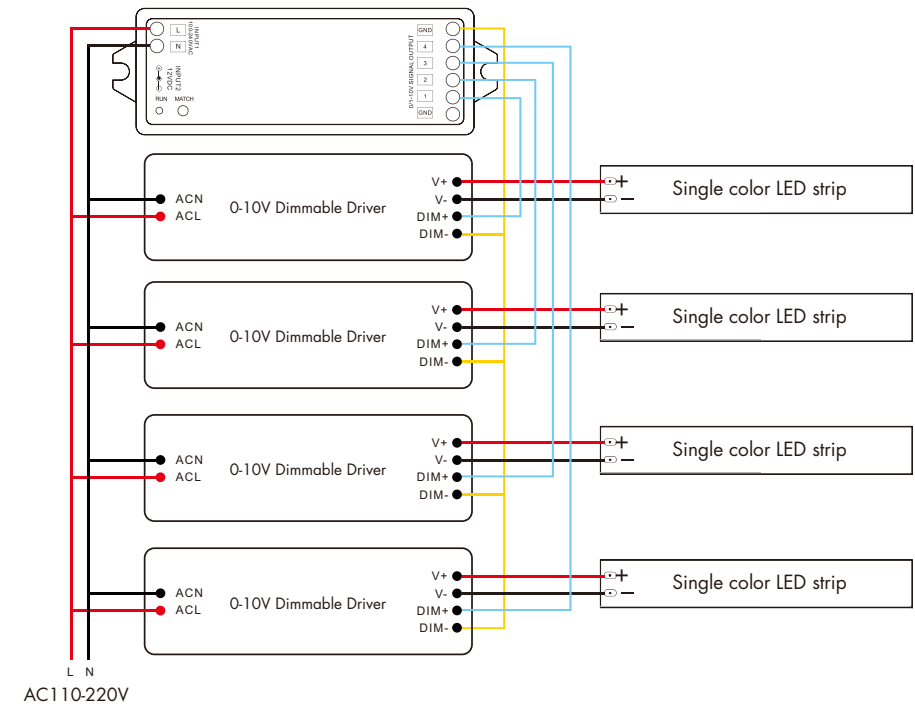 L
N
INPUT1
100-240VAC
INPUT2
12VDC
RUN MATCH
0/1-10V SIGNAL OUTPUT
GND
4
3
2
1
GND
V+
ACN V-
ACL 0-10V Dimmable Driver DIM+
DIM-
+ Single color LED strip
–
V+
ACN V-
ACL 0-10V Dimmable Driver DIM+
DIM-
+ Single color LED strip
–
V+
ACN V-
ACL 0-10V Dimmable Driver DIM+
DIM-
+ Single color LED strip
–
V+
ACN V-
ACL 0-10V Dimmable Driver DIM+
DIM-
+ Single color LED strip
–
L N
AC110-220V